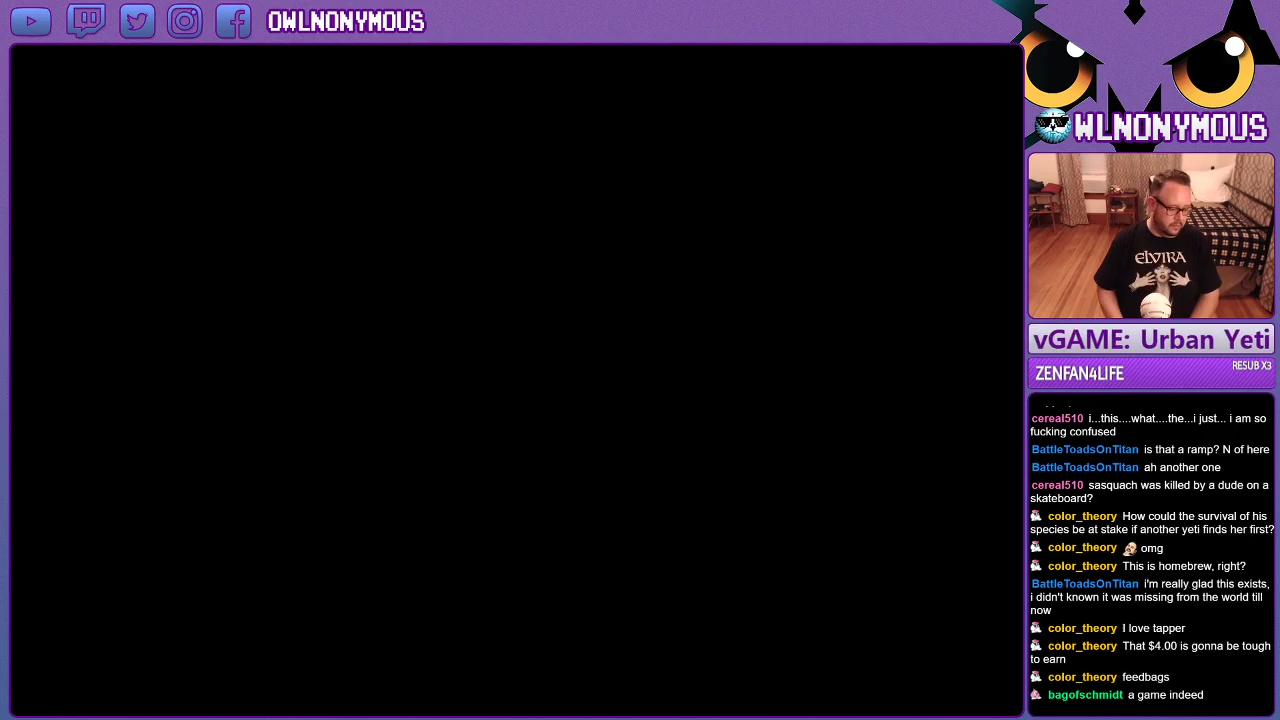 OWLNONYMOUS
WLNONYMOUS
ELVIRA
vGAME: Urban Yeti
ZENFAN4LIFE
RESUB X3
cereal510 i...this....what....the...i just... i am so
fucking confused
BattleToadsOnTitan is that a ramp? N of here
BattleToadsOnTitan ah another one
cereal510 sasquach was killed by a dude on a
skateboard?
color_theory How could the survival of his
species be at stake if another yeti finds her first?
color_theory omg
color_theory This is homebrew, right?
BattleToadsOnTitan i'm really glad this exists,
i didn't known it was missing from the world till
now
color_theory I love tapper
color_theory That $4.00 is gonna be tough
to earn
color_theory feedbags
bagofschmidt a game indeed